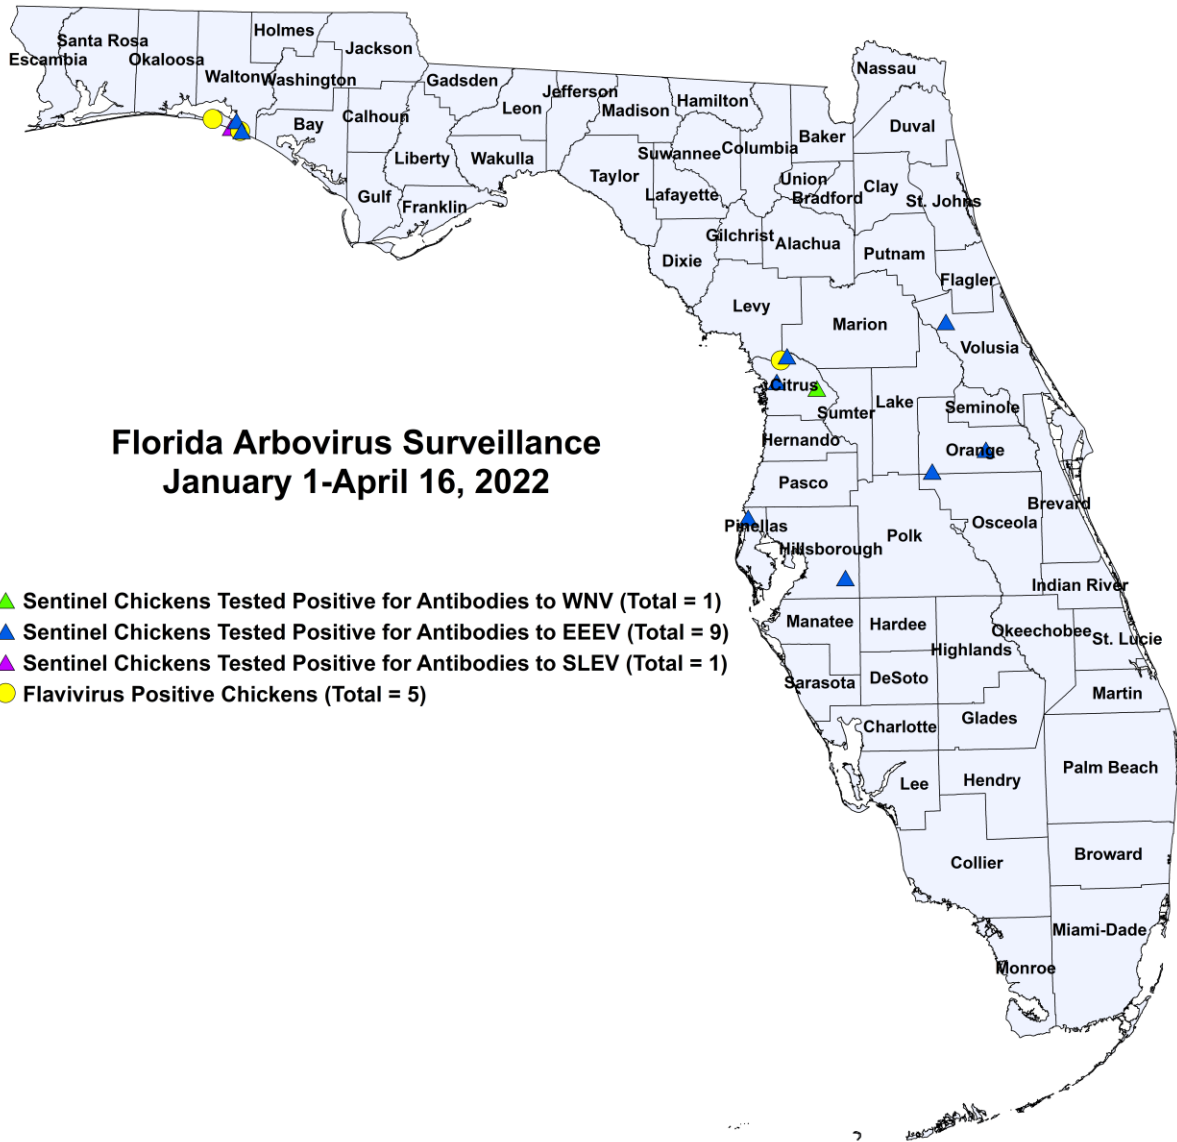 Holmes
Santa Rosa
Jackson
Escambia
Okaloosa
Walton
Washington
Gadsden
Nassau
Jefferson
Leon
Madison
Hamilton
Calhoun
Bay
Duval
Baker
Columbia
Suwannee
Liberty
Wakulla
Taylor
Union
Clay
Lafayette
Gulf
Bradford
St. Johns
Franklin
Gilchrist
Alachua
Putnam
Dixie
Flagler
Levy
Marion
Volusia
Citrus
Lake
Seminole
Sumter
Florida Arbovirus Surveillance
January 1-April 16, 2022
Hernando
Orange
Pasco
Brevard
Osceola
Pinellas
Polk
Hillsborough
Indian River
Sentinel Chickens Tested Positive for Antibodies to WNV (Total = 1)
Sentinel Chickens Tested Positive for Antibodies to EEEV (Total = 9)
Sentinel Chickens Tested Positive for Antibodies to SLEV (Total = 1)
Flavivirus Positive Chickens (Total = 5)
Manatee
Hardee
Okeechobee
St. Lucie
Highlands
Sarasota
DeSoto
Martin
Charlotte
Glades
Palm Beach
Lee
Hendry
Collier
Broward
Miami-Dade
Monroe